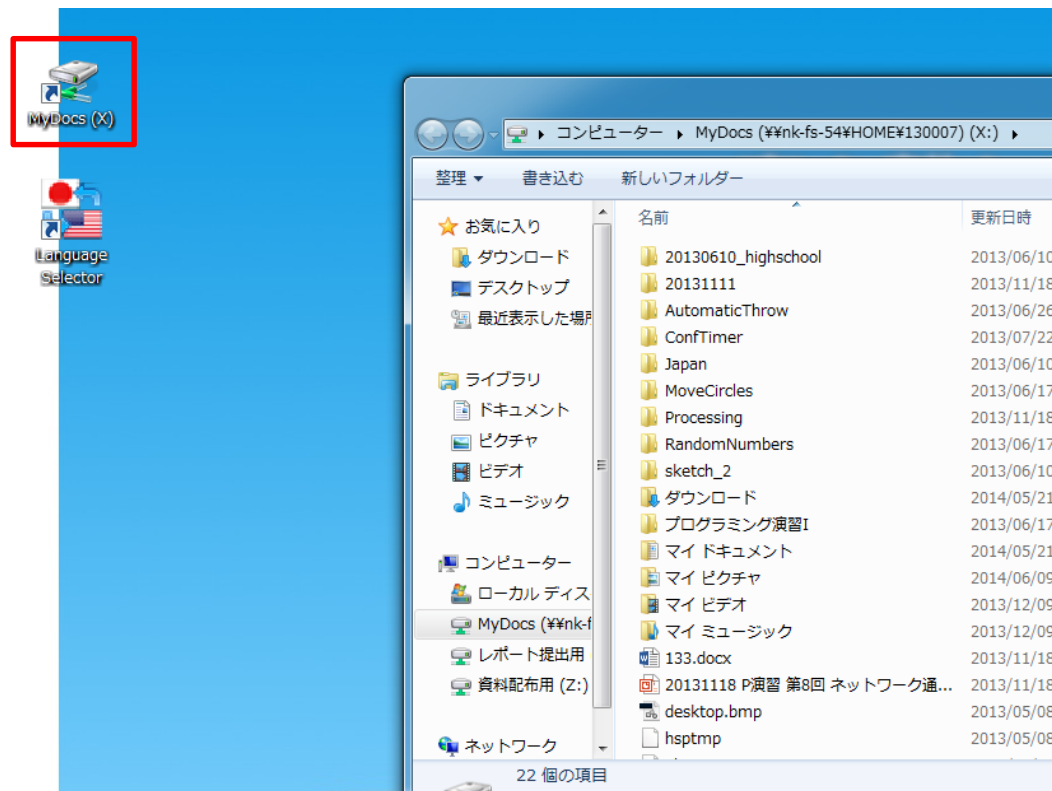 MyDocs (X)
Language
Selector
コンピューター MyDocs (¥¥nk-fs-54¥HOME¥130007) (X:)
整理 書き込む 新しいフォルダー
お気に入り
ダウンロード
デスクトップ
最近表示した場所
ライブラリ
ドキュメント
ピクチャ
ビデオ
ミュージック
コンピューター
ローカル ディス
MyDocs (¥¥nk-f
レポート提出用
資料配布用 (Z:)
ネットワーク
名前 更新日時
20130610_highschool 2013/06/10
20131111 2013/11/18
AutomaticThrow 2013/06/26
ConfTimer 2013/07/22
Japan 2013/06/10
MoveCircles 2013/06/17
Processing 2013/11/18
RandomNumbers 2013/06/17
sketch_2 2013/06/10
ダウンロード 2014/05/21
プログラミング演習I 2013/06/17
マイ ドキュメント 2014/05/21
マイ ピクチャ 2014/06/09
マイ ビデオ 2013/12/09
マイ ミュージック 2013/12/09
133.docx 2013/11/18
20131118 P演習 第8回 ネットワーク通... 2013/11/18
desktop.bmp 2013/05/08
hsptmp 2013/05/08
22 個の項目